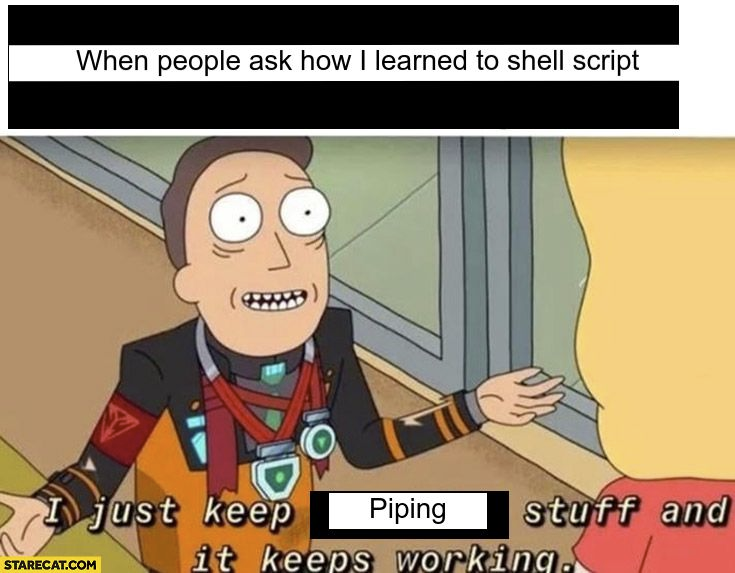 When people ask how I learned to shell script
I just keep Piping stuff and
it keeps working.
STARECAT.COM